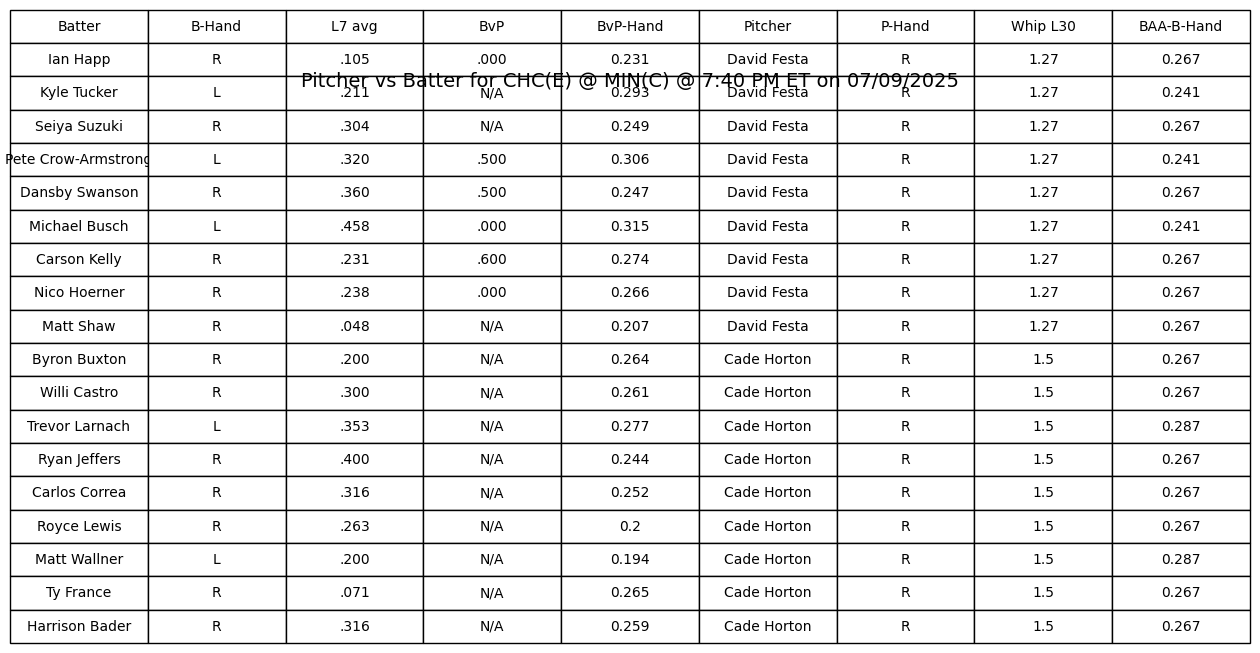 Batter B-Hand L7 avg BvP BvP-Hand Pitcher P-Hand Whip L30 BAA-B-Hand
Ian Happ R .105 .000 0.231 David Festa R 1.27 0.267
Pitcher vs Batter for CHC(E) @ MIN(C) @ 7:40 PM ET on 07/09/2025
Kyle Tucker L .211 N/A 0.293 David Festa R 1.27 0.241
Seiya Suzuki R .304 N/A 0.249 David Festa R 1.27 0.267
Pete Crow-Armstrong L .320 .500 0.306 David Festa R 1.27 0.241
Dansby Swanson R .360 .500 0.247 David Festa R 1.27 0.267
Michael Busch L .458 .000 0.315 David Festa R 1.27 0.241
Carson Kelly R .231 .600 0.274 David Festa R 1.27 0.267
Nico Hoerner R .238 .000 0.266 David Festa R 1.27 0.267
Matt Shaw R .048 N/A 0.207 David Festa R 1.27 0.267
Byron Buxton R .200 N/A 0.264 Cade Horton R 1.5 0.267
Willi Castro R .300 N/A 0.261 Cade Horton R 1.5 0.267
Trevor Larnach L .353 N/A 0.277 Cade Horton R 1.5 0.287
Ryan Jeffers R .400 N/A 0.244 Cade Horton R 1.5 0.267
Carlos Correa R .316 N/A 0.252 Cade Horton R 1.5 0.267
Royce Lewis R .263 N/A 0.2 Cade Horton R 1.5 0.267
Matt Wallner L .200 N/A 0.194 Cade Horton R 1.5 0.287
Ty France R .071 N/A 0.265 Cade Horton R 1.5 0.267
Harrison Bader R .316 N/A 0.259 Cade Horton R 1.5 0.267